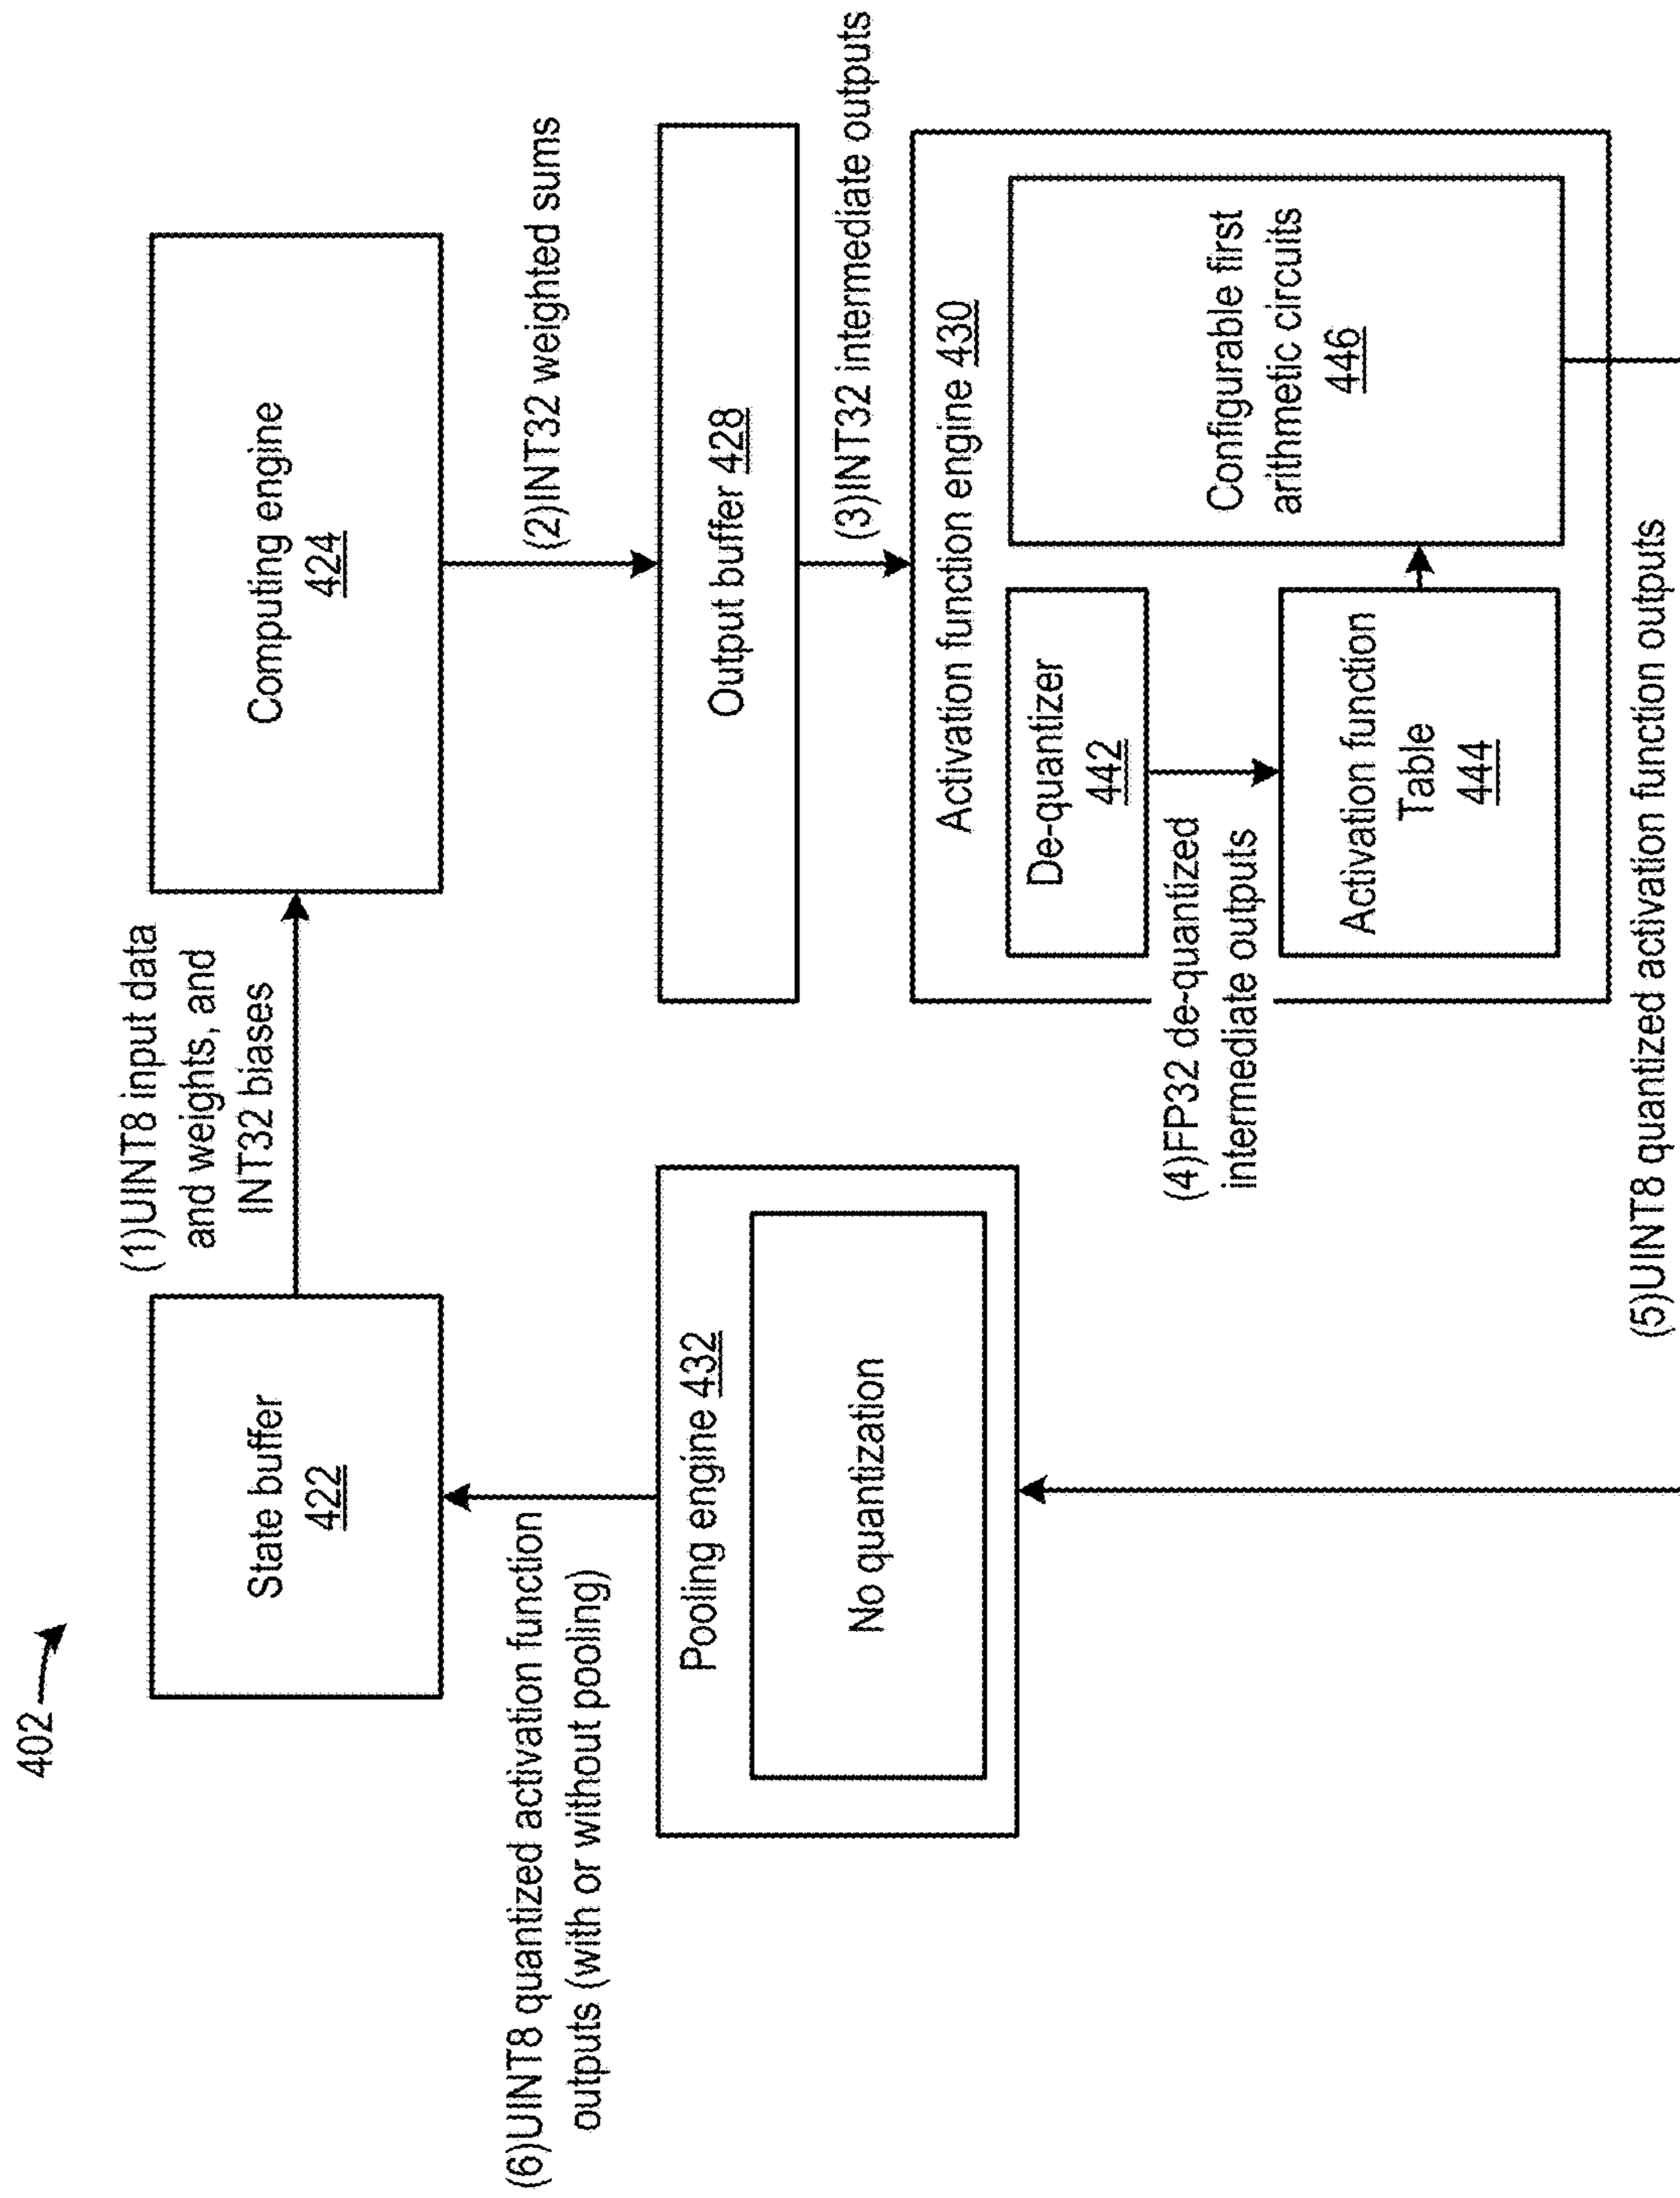 402
State buffer
422
(1)UINT8 input data
and weights, and
INT32 biases
Computing engine
424
(2)INT32 weighted sums
Output buffer 428
(3)INT32 intermediate outputs
Activation function engine 430
De-quantizer
442
(4)FP32 de-quantized
intermediate outputs
Activation function
Table
444
Configurable first
arithmetic circuits
446
(5)UINT8 quantized activation function outputs
Pooling engine 432
No quantization
(6)UINT8 quantized activation function
outputs (with or without pooling)